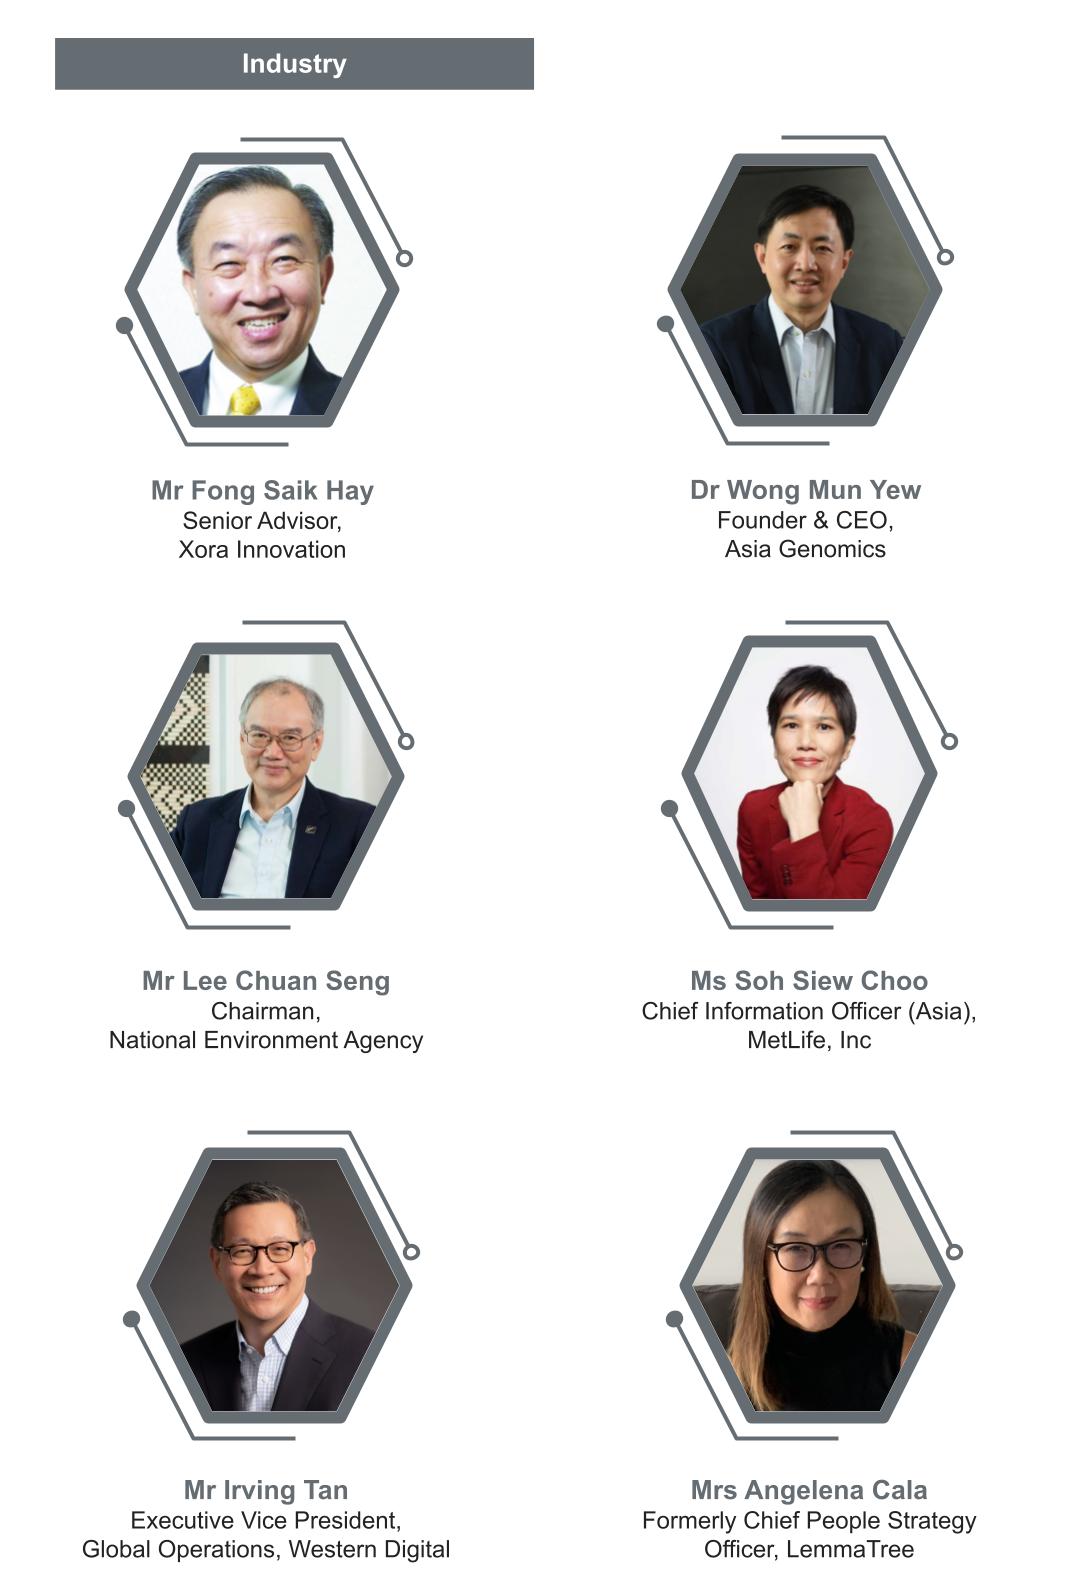 Industry
Mr Fong Saik Hay
Senior Advisor,
Xora Innovation
Dr Wong Mun Yew
Founder & CEO,
Asia Genomics
Mr Lee Chuan Seng
Chairman,
National Environment Agency
Ms Soh Siew Choo
Chief Information Officer (Asia),
MetLife, Inc
Mr Irving Tan
Executive Vice President,
Global Operations, Western Digital
Mrs Angelena Cala
Formerly Chief People Strategy
Officer, LemmaTree